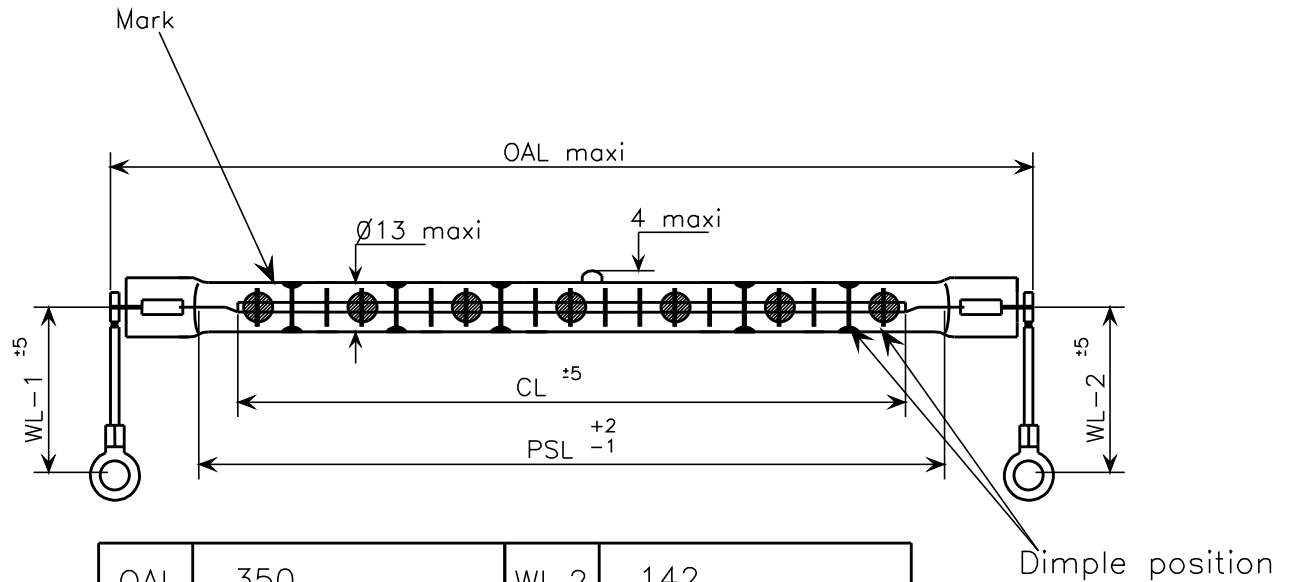 Mark
OAL maxi
Ø13 maxi
4 maxi
WL-1 ±5
CL ±5
PSL +2 -1
WL-2 ±5
Dimple position
OAL 350 WL-2 142